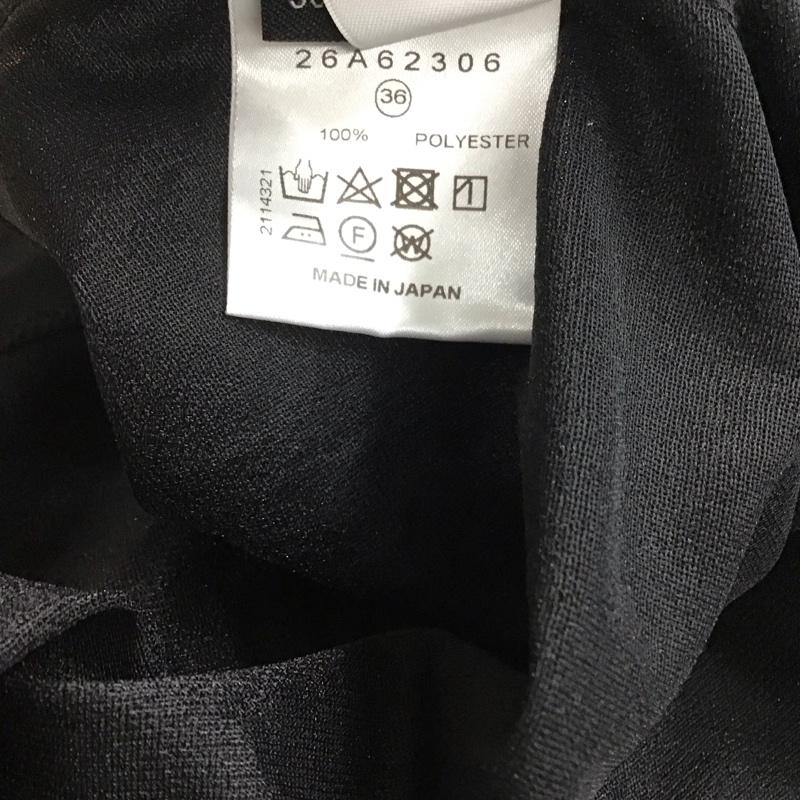 26A62306
36
100% POLYESTER
2114321
F
W
MADE IN JAPAN